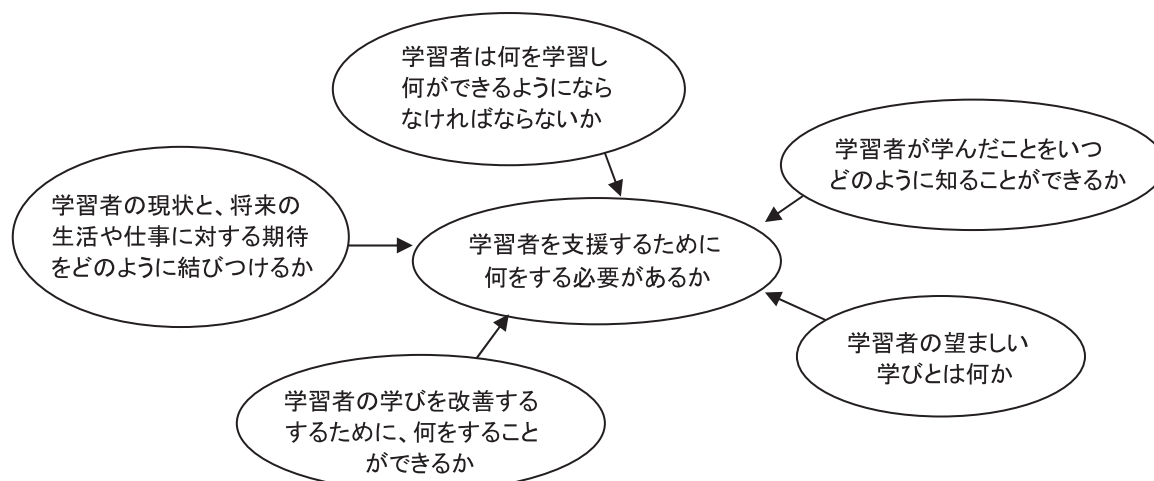 学習者は何を学習し
何ができるようになら
なければならないか
学習者が学んだことをいつ
どのように知ることができるか
学習者の現状と、将来の
生活や仕事に対する期待
をどのように結びつけるか
学習者を支援するために
何をする必要があるか
学習者の望ましい
学びとは何か
学習者の学びを改善する
するために、何をすること
ができるか